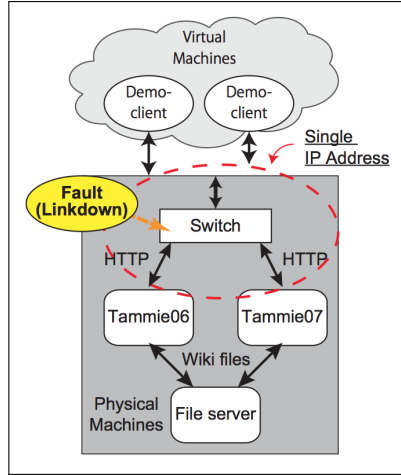 Virtual
Machines
Demo-
client
Demo-
client
Single
IP Address
Fault
(Linkdown)
Switch
HTTP
HTTP
Tammie06
Tammie07
Wiki files
Physical
Machines
File server